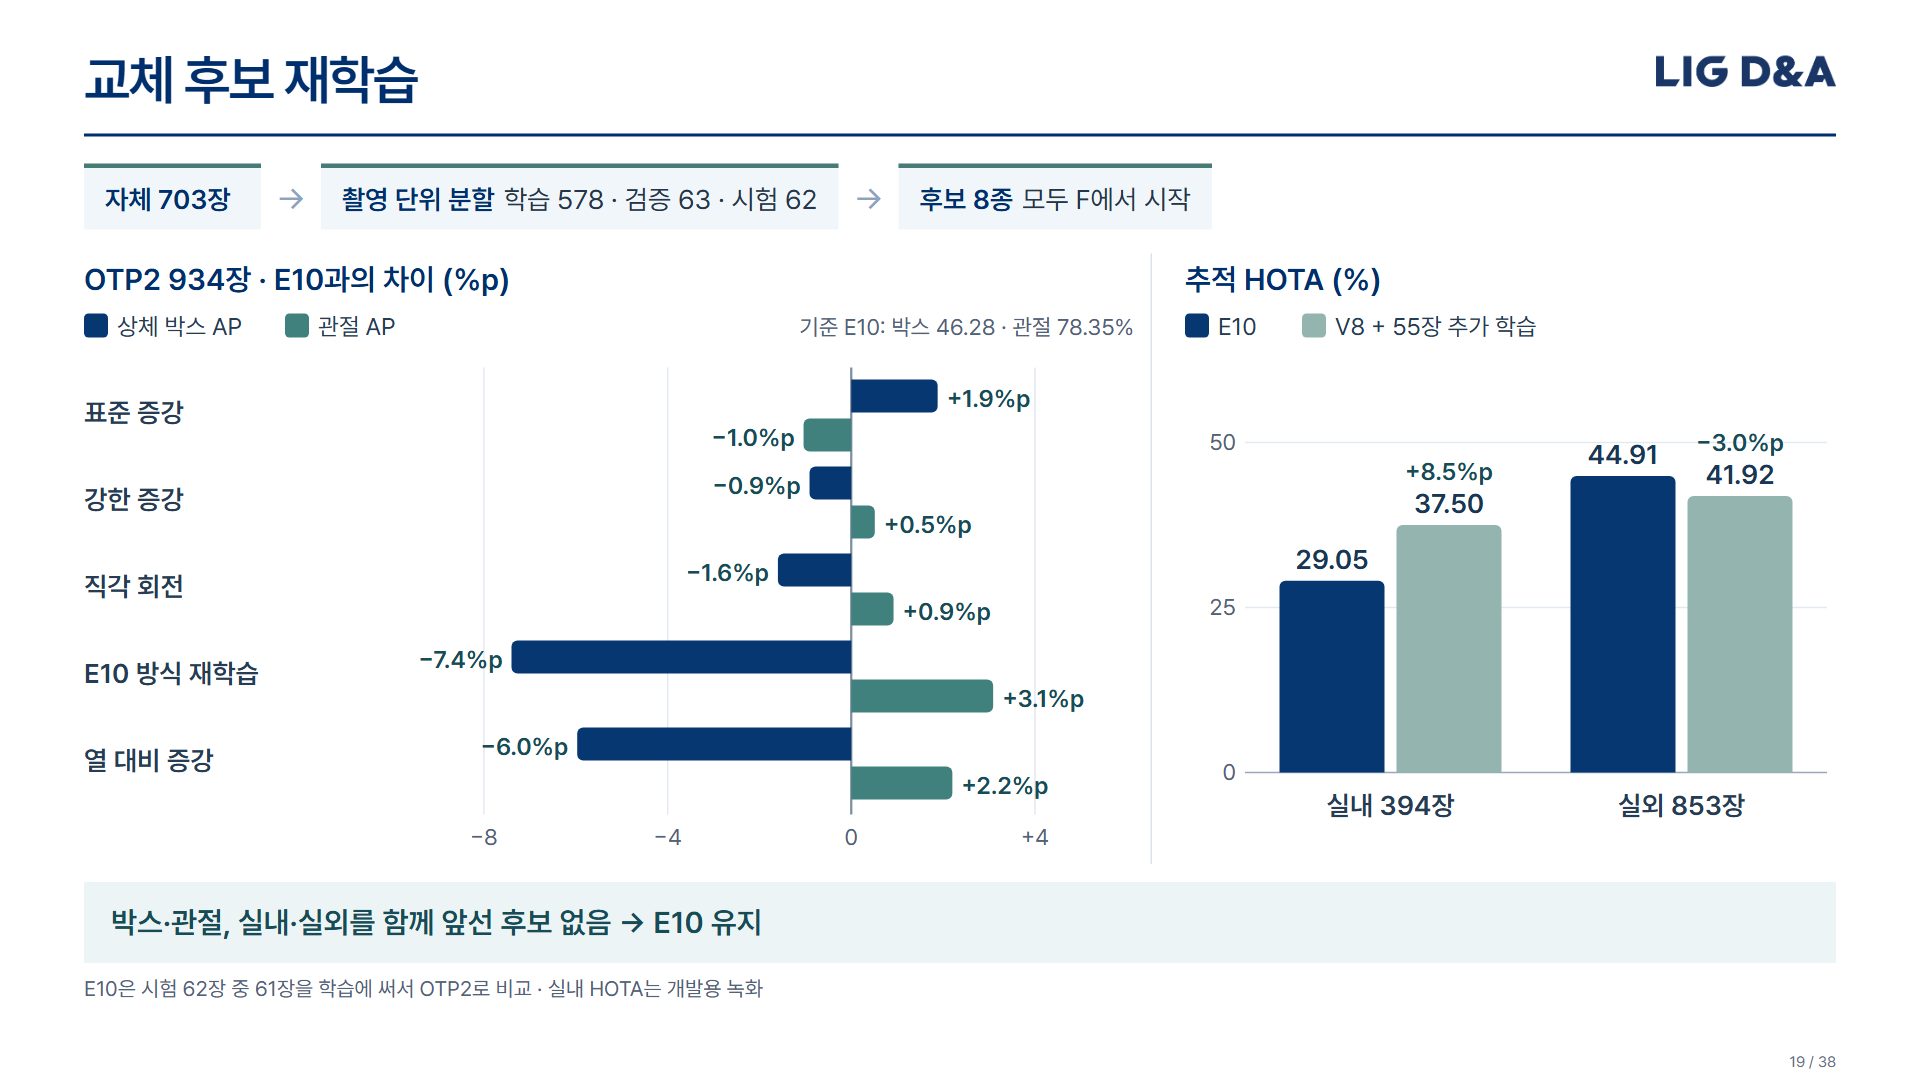 교체 후보 재학습
LIG D&A
자체 703장 → 촬영 단위 분할 학습 578 · 검증 63 · 시험 62 → 후보 8종 모두 F에서 시작
OTP2 934장 · E10과의 차이 (%p)
상체 박스 AP 관절 AP
기준 E10: 박스 46.28 · 관절 78.35%
표준 증강
+1.9%p
−1.0%p
강한 증강
−0.9%p
+0.5%p
직각 회전
−1.6%p
+0.9%p
E10 방식 재학습
−7.4%p
+3.1%p
열 대비 증강
−6.0%p
+2.2%p
−8 −4 0 +4
추적 HOTA (%)
E10 V8 + 55장 추가 학습
50
25
0
29.05
+8.5%p
37.50
44.91
−3.0%p
41.92
실내 394장 실외 853장
박스·관절, 실내·실외를 함께 앞선 후보 없음 → E10 유지
E10은 시험 62장 중 61장을 학습에 써서 OTP2로 비교 · 실내 HOTA는 개발용 녹화
19 / 38